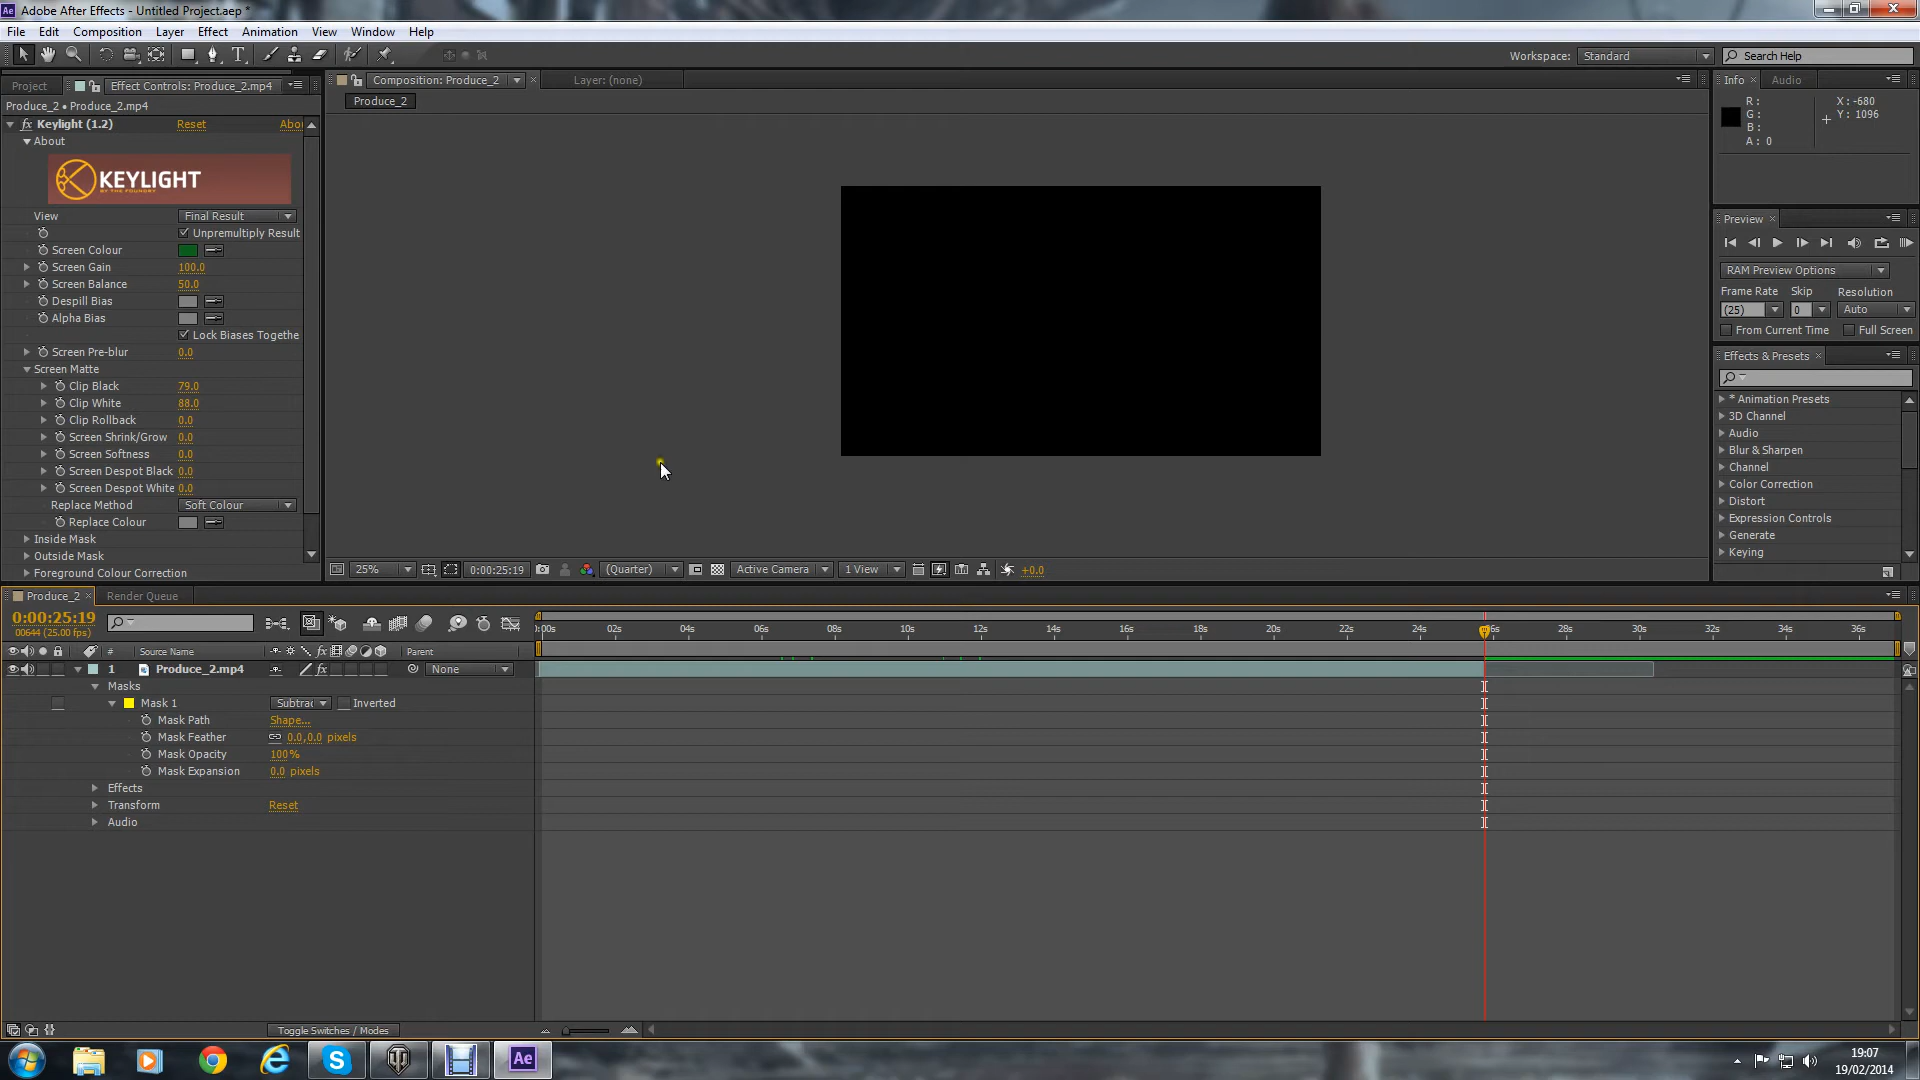 Adobe After Effects - Untitled Project.aep *
File Edit Composition Layer Effect Animation View Window Help
Workspace: Standard Search Help
Project Effect Controls: Produce_2.mp4
Produce_2 • Produce_2.mp4
Keylight (1.2) Reset Abo
About
KEYLIGHT
BY THE FOUNDRY
View Final Result
Unpremultiply Result
Screen Colour
Screen Gain 100.0
Screen Balance 50.0
Despill Bias
Alpha Bias
Lock Biases Togethe
Screen Pre-blur 0.0
Screen Matte
Clip Black 79.0
Clip White 88.0
Clip Rollback 0.0
Screen Shrink/Grow 0.0
Screen Softness 0.0
Screen Despot Black 0.0
Screen Despot White 0.0
Replace Method Soft Colour
Replace Colour
Inside Mask
Outside Mask
Foreground Colour Correction
Composition: Produce_2 Layer: (none)
Produce_2
25% 0:00:25:19 (Quarter) Active Camera 1 View +0.0
Info Audio
R: X: -680
G: Y: 1096
B:
A: 0
Preview
RAM Preview Options
Frame Rate Skip Resolution
(25) 0 Auto
From Current Time Full Screen
Effects & Presets
* Animation Presets
3D Channel
Audio
Blur & Sharpen
Channel
Color Correction
Distort
Expression Controls
Generate
Keying
Produce_2 Render Queue
0:00:25:19
00644 (25.00 fps)
:00s 02s 04s 06s 08s 10s 12s 14s 16s 18s 20s 22s 24s 6s 28s 30s 32s 34s 36s
# Source Name fx Parent
1 Produce_2.mp4 fx None
Masks
Mask 1 Subtrac Inverted
Mask Path Shape...
Mask Feather 0.0,0.0 pixels
Mask Opacity 100%
Mask Expansion 0.0 pixels
Effects
Transform Reset
Audio
Toggle Switches / Modes
Ae
19:07
19/02/2014